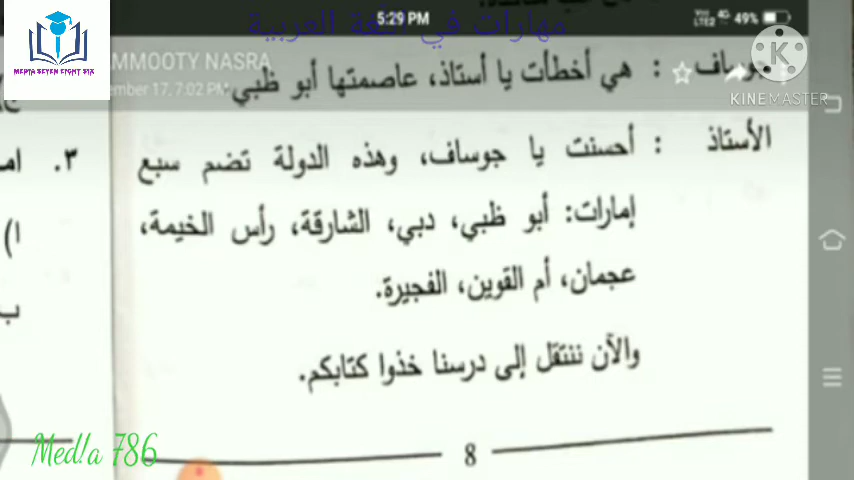 5:29 PM
49%
مهارات في اللغة العربية
AMMOOTY NASRA
ember 17, 7:02 PM
KINEMASTER
MEDIA SEVEN EIGHT SIX
جوساف : هي أخطأت يا أستاذ، عاصمتها أبو ظبي.
الأستاذ : أحسنت يا جوساف، وهذه الدولة تضم سبع
إمارات: أبو ظبي، دبي، الشارقة، رأس الخيمة،
عجمان، أم القوين، الفجيرة.
والآن ننتقل إلى درسنا خذوا كتابكم.
8
٣.
ا)
ب
Med!a 786